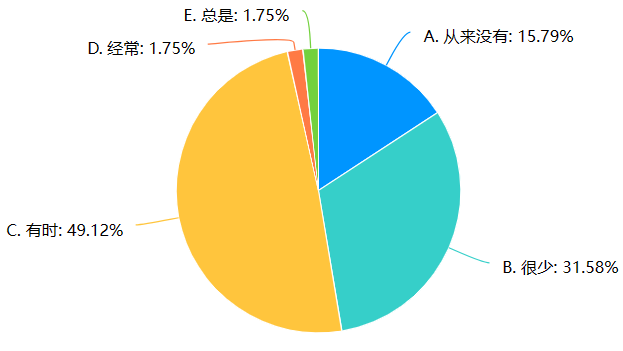 E. 总是: 1.75%
D. 经常: 1.75%
A. 从来没有: 15.79%
C. 有时: 49.12%
B. 很少: 31.58%